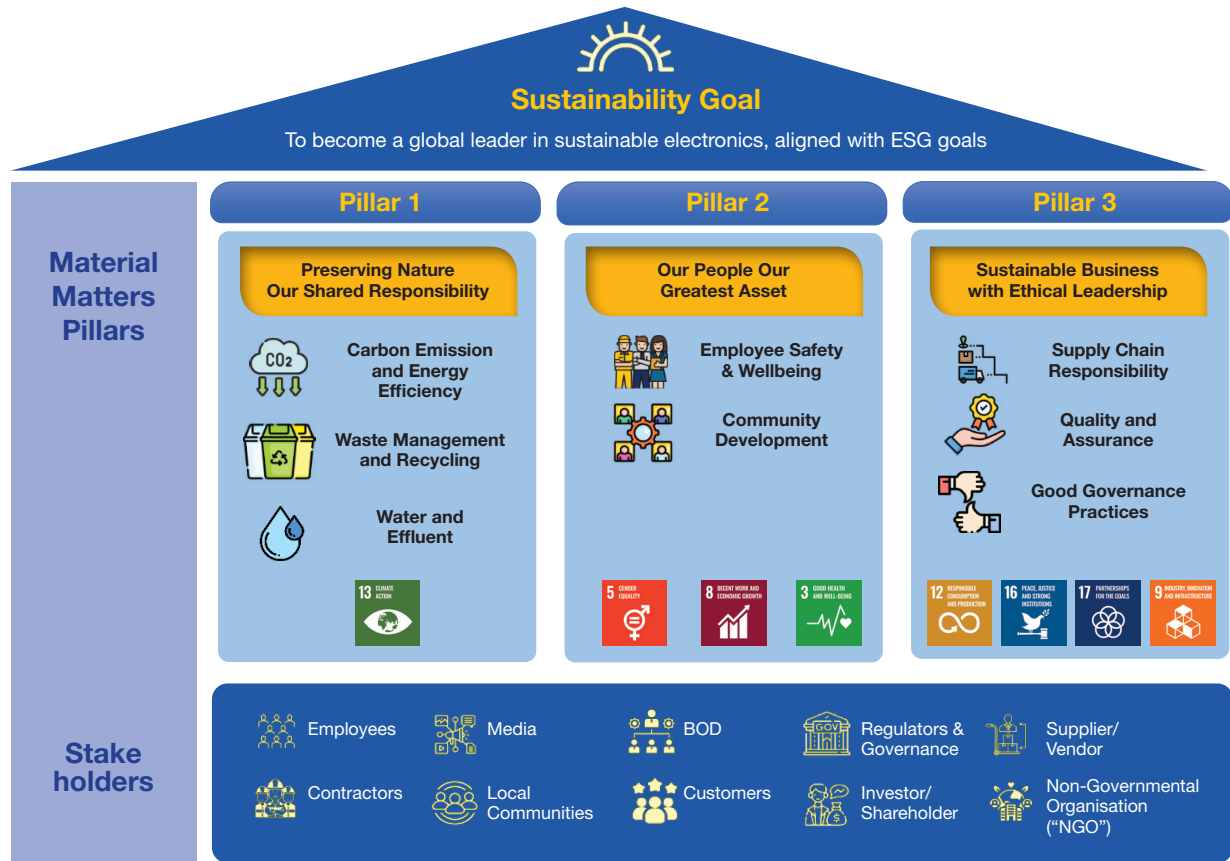 Sustainability Goal
To become a global leader in sustainable electronics, aligned with ESG goals
Material
Matters
Pillars
Pillar 1
Preserving Nature
Our Shared Responsibility
CO₂
Carbon Emission
and Energy
Efficiency
Waste Management
and Recycling
Water and
Effluent
13 CLIMATE
ACTION
Pillar 2
Our People Our
Greatest Asset
Employee Safety
& Wellbeing
Community
Development
5 GENDER
EQUALITY
8 DECENT WORK AND
ECONOMIC GROWTH
3 GOOD HEALTH
AND WELL-BEING
Pillar 3
Sustainable Business
with Ethical Leadership
Supply Chain
Responsibility
Quality and
Assurance
Good Governance
Practices
12 RESPONSIBLE
CONSUMPTION
AND PRODUCTION
16 PEACE, JUSTICE
AND STRONG
INSTITUTIONS
17 PARTNERSHIPS
FOR THE GOALS
9 INDUSTRY, INNOVATION
AND INFRASTRUCTURE
Stake
holders
Employees
Media
BOD
GOV
Regulators &
Governance
Supplier/
Vendor
Contractors
Local
Communities
Customers
$
Investor/
Shareholder
Non-Governmental
Organisation
("NGO")